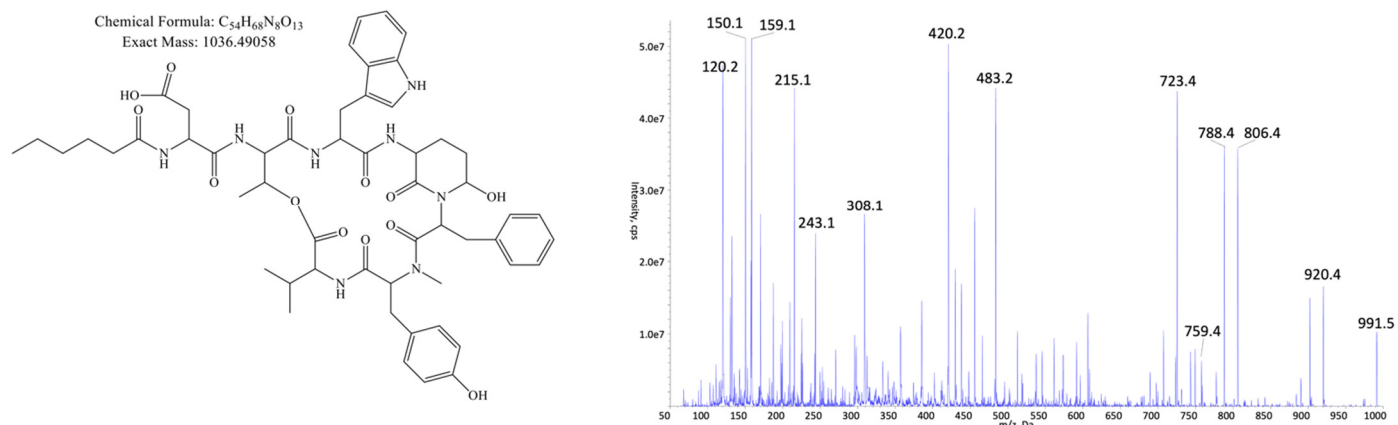 Chemical Formula: C54H68N8O13
Exact Mass: 1036.49058
O
HO
O
N
H
O
H
N
O
O
N
H
NH
O
H
N
O
N
OH
O
O
N
O
N
H
O
OH
150.1
159.1
120.2
215.1
243.1
308.1
420.2
483.2
723.4
788.4
806.4
759.4
920.4
991.5
Intensity, cps
5.0e7
4.0e7
3.0e7
2.0e7
1.0e7
50 100 150 200 250 300 350 400 450 500 550 600 650 700 750 800 850 900 950 1000
m/z, Da